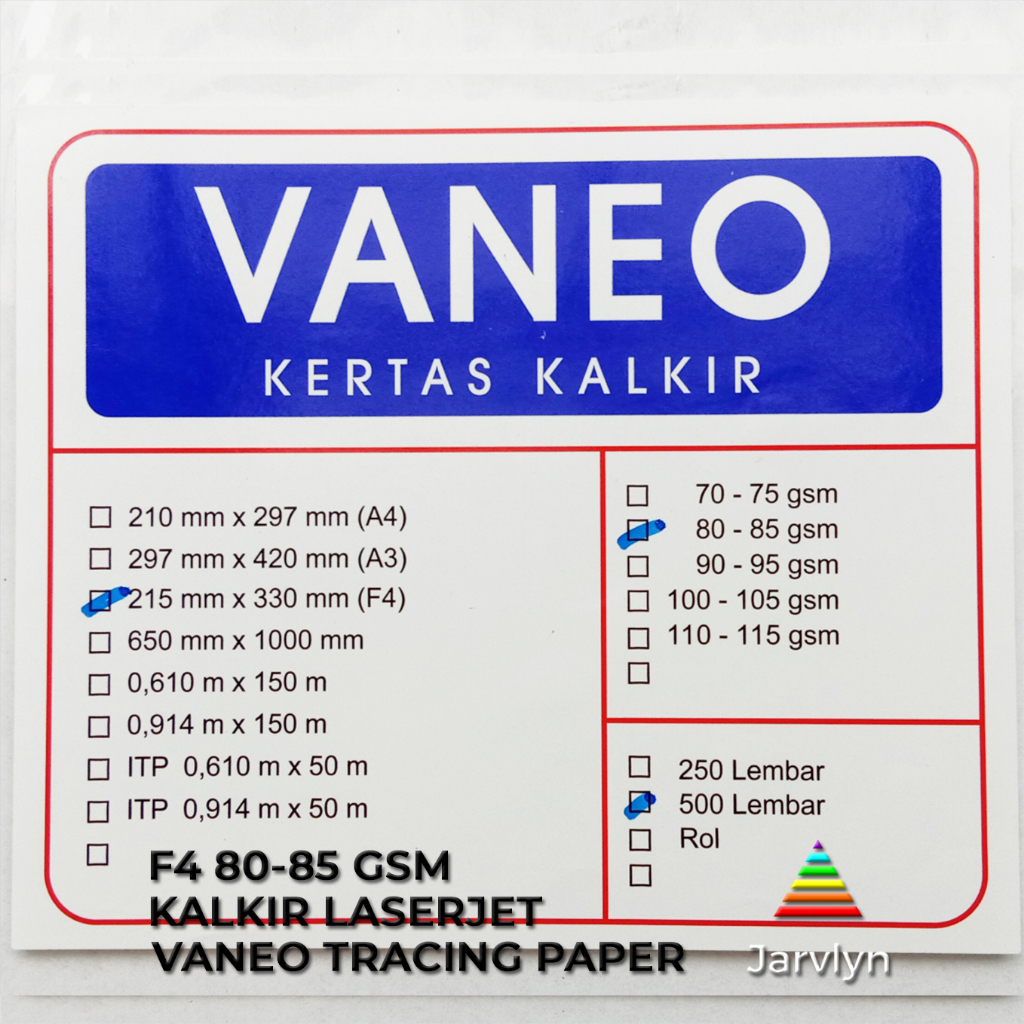 VANEO
KERTAS KALKIR
210 mm x 297 mm (A4)
297 mm x 420 mm (A3)
215 mm x 330 mm (F4)
650 mm x 1000 mm
0,610 m x 150 m
0,914 m x 150 m
ITP 0,610 m x 50 m
ITP 0,914 m x 50 m
70 - 75 gsm
80 - 85 gsm
90 - 95 gsm
100 - 105 gsm
110 - 115 gsm
250 Lembar
500 Lembar
Rol
F4 80-85 GSM
KALKIR LASERJET
VANEO TRACING PAPER
Jarvlyn